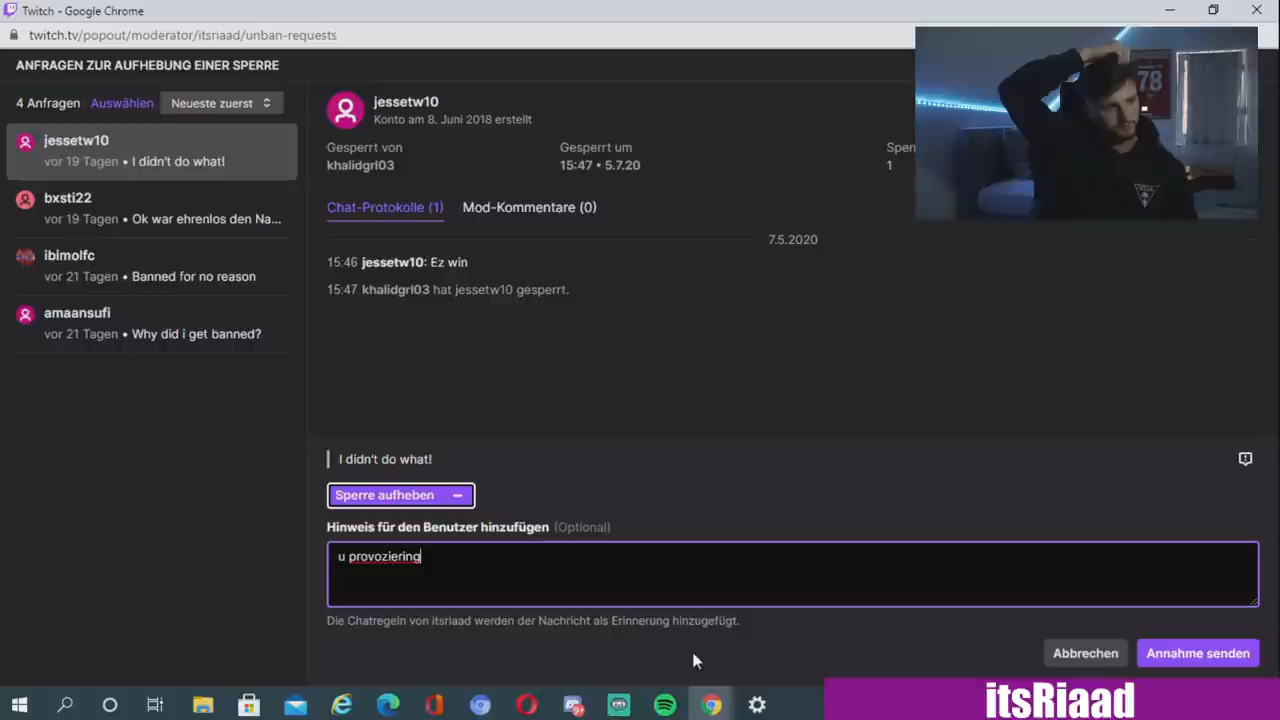 Twitch - Google Chrome
twitch.tv/popout/moderator/itsriaad/unban-requests
ANFRAGEN ZUR AUFHEBUNG EINER SPERRE
4 Anfragen Auswählen Neueste zuerst
jessetw10
vor 19 Tagen • I didn't do what!
bxsti22
vor 19 Tagen • Ok war ehrenlos den Na...
ibimolfc
vor 21 Tagen • Banned for no reason
amaansufi
vor 21 Tagen • Why did i get banned?
jessetw10
Konto am 8. Juni 2018 erstellt
Gesperrt von
khalidgrl03
Gesperrt um
15:47 • 5.7.20
Sper
1
78
Chat-Protokolle (1) Mod-Kommentare (0)
7.5.2020
15:46 jessetw10: Ez win
15:47 khalidgrl03 hat jessetw10 gesperrt.
I didn't do what!
Sperre aufheben
Hinweis für den Benutzer hinzufügen (Optional)
u provoziering
Die Chatregeln von itsriaad werden der Nachricht als Erinnerung hinzugefügt.
Abbrechen Annahme senden
itsRiaad